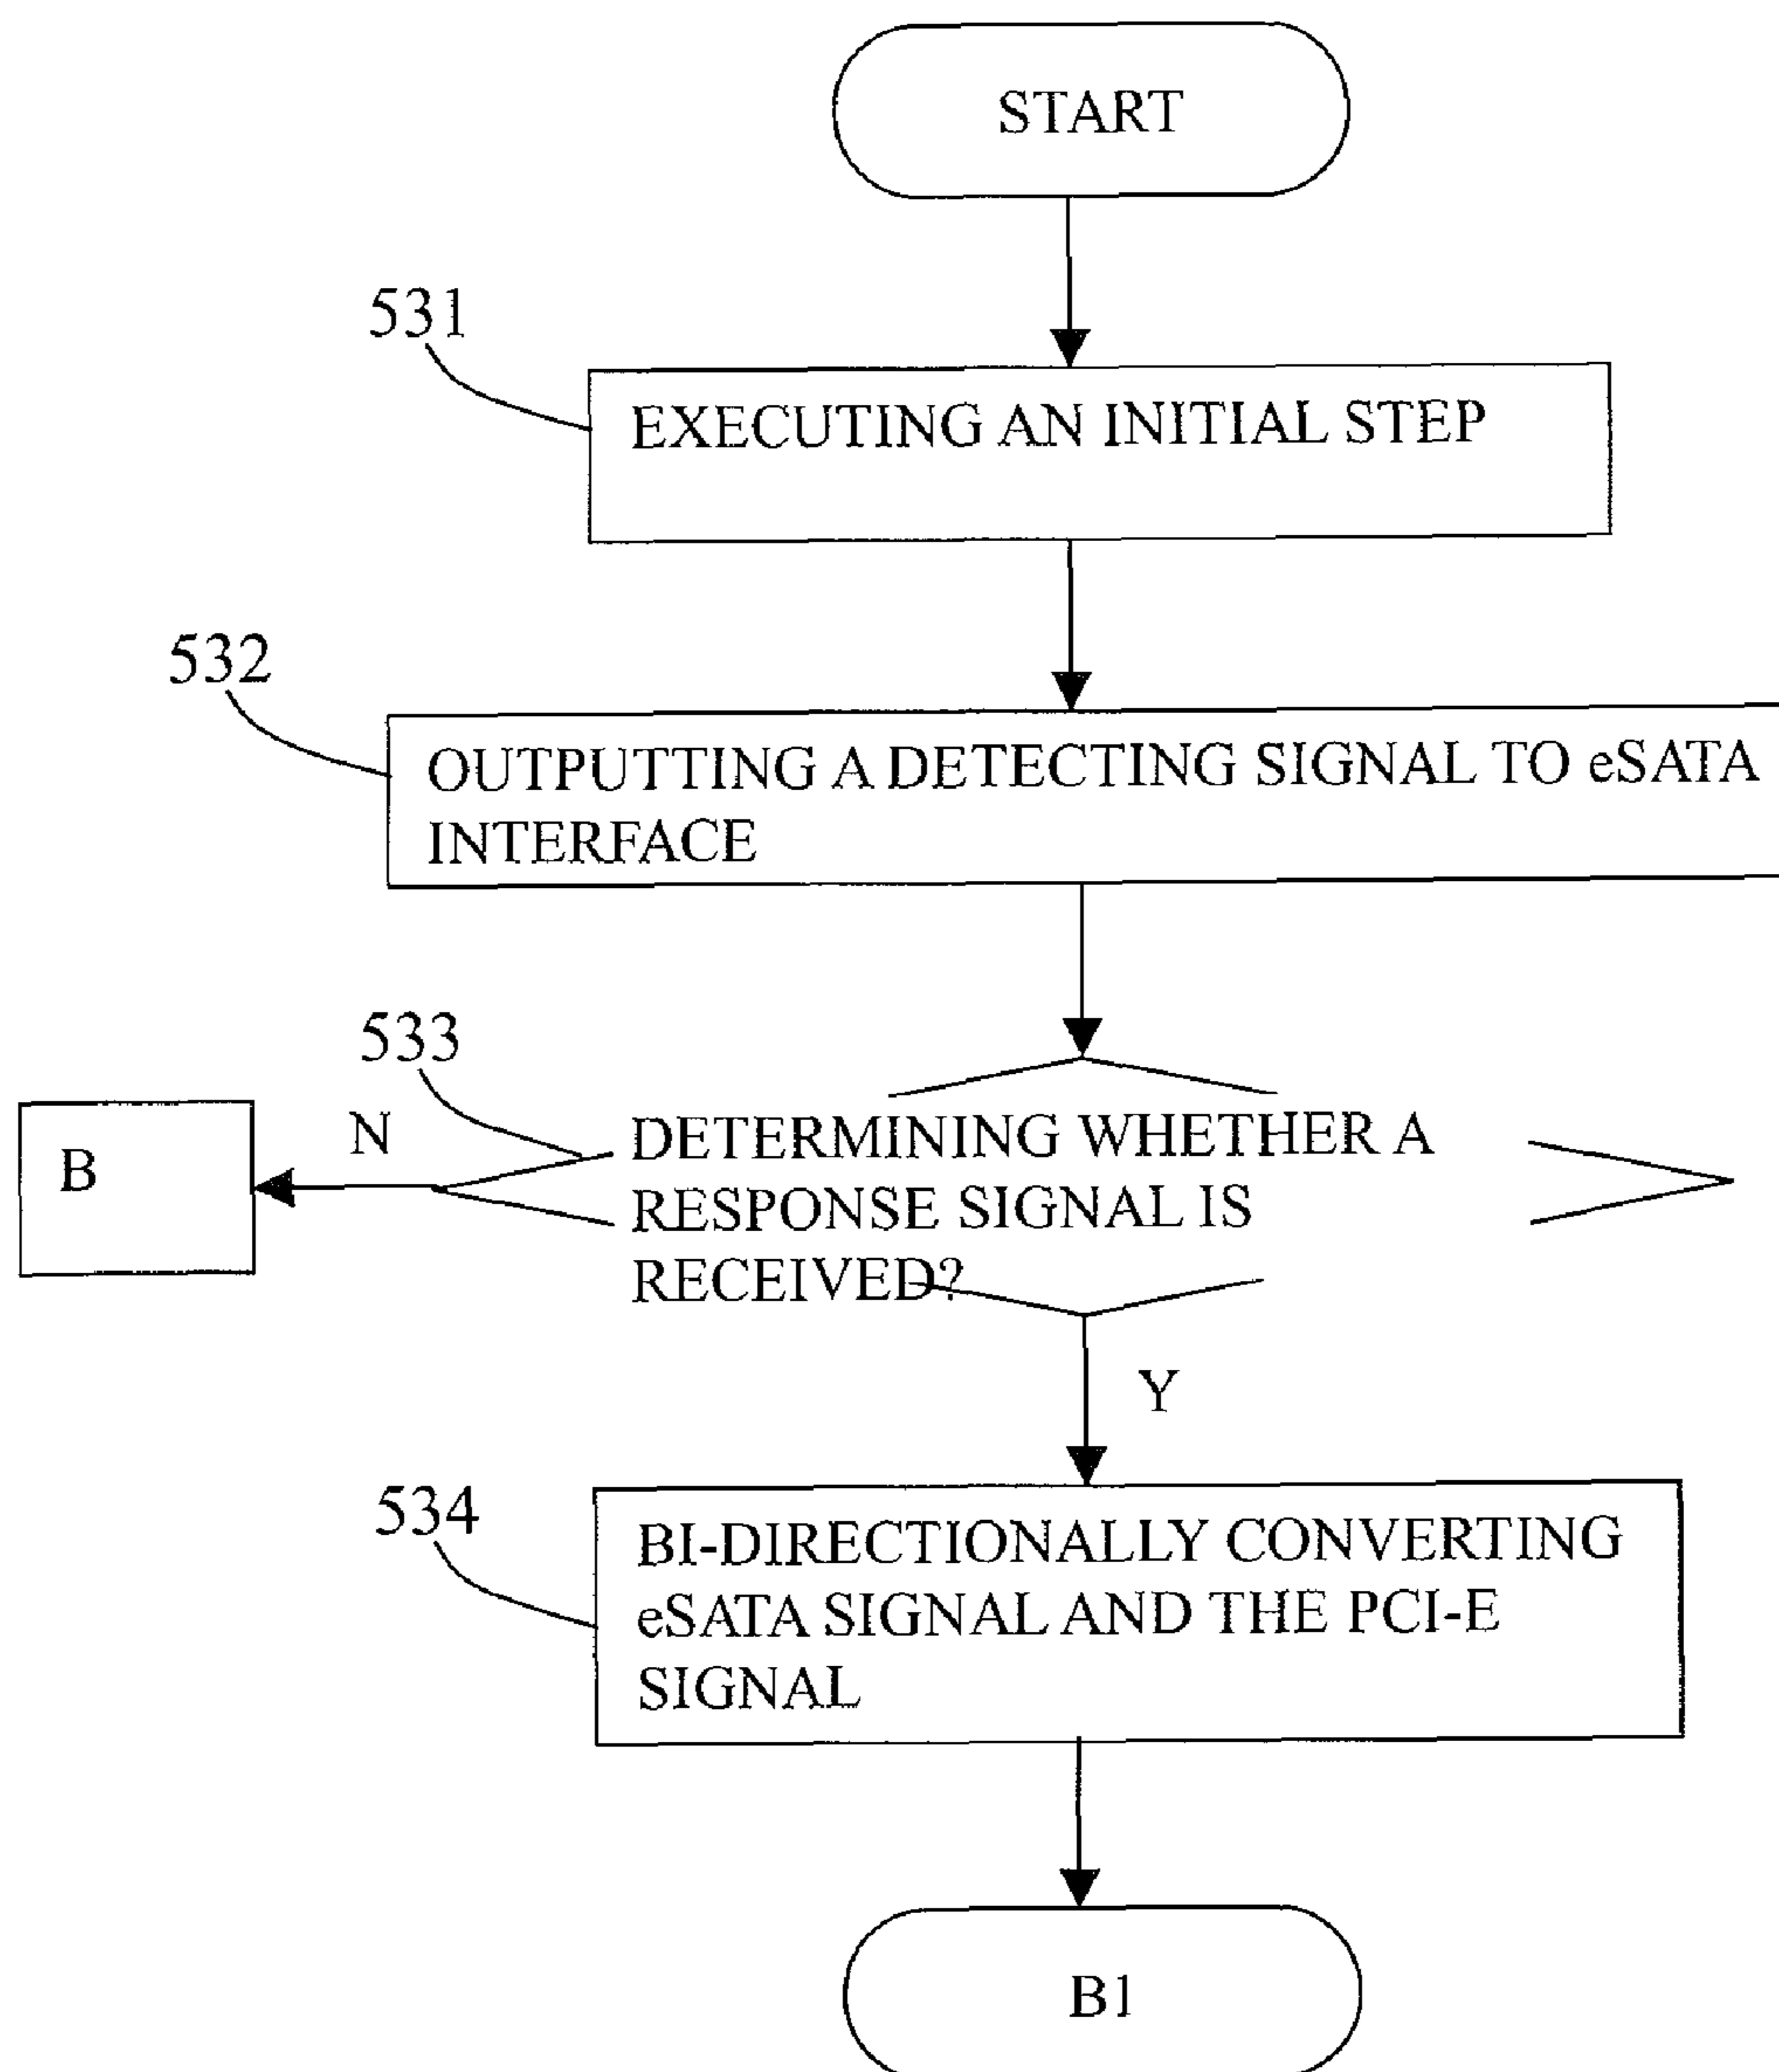 START
531
EXECUTING AN INITIAL STEP
532
OUTPUTTING A DETECTING SIGNAL TO eSATA
INTERFACE
533
B
N
DETERMINING WHETHER A
RESPONSE SIGNAL IS
RECEIVED?
Y
534
BI-DIRECTIONALLY CONVERTING
eSATA SIGNAL AND THE PCI-E
SIGNAL
B1